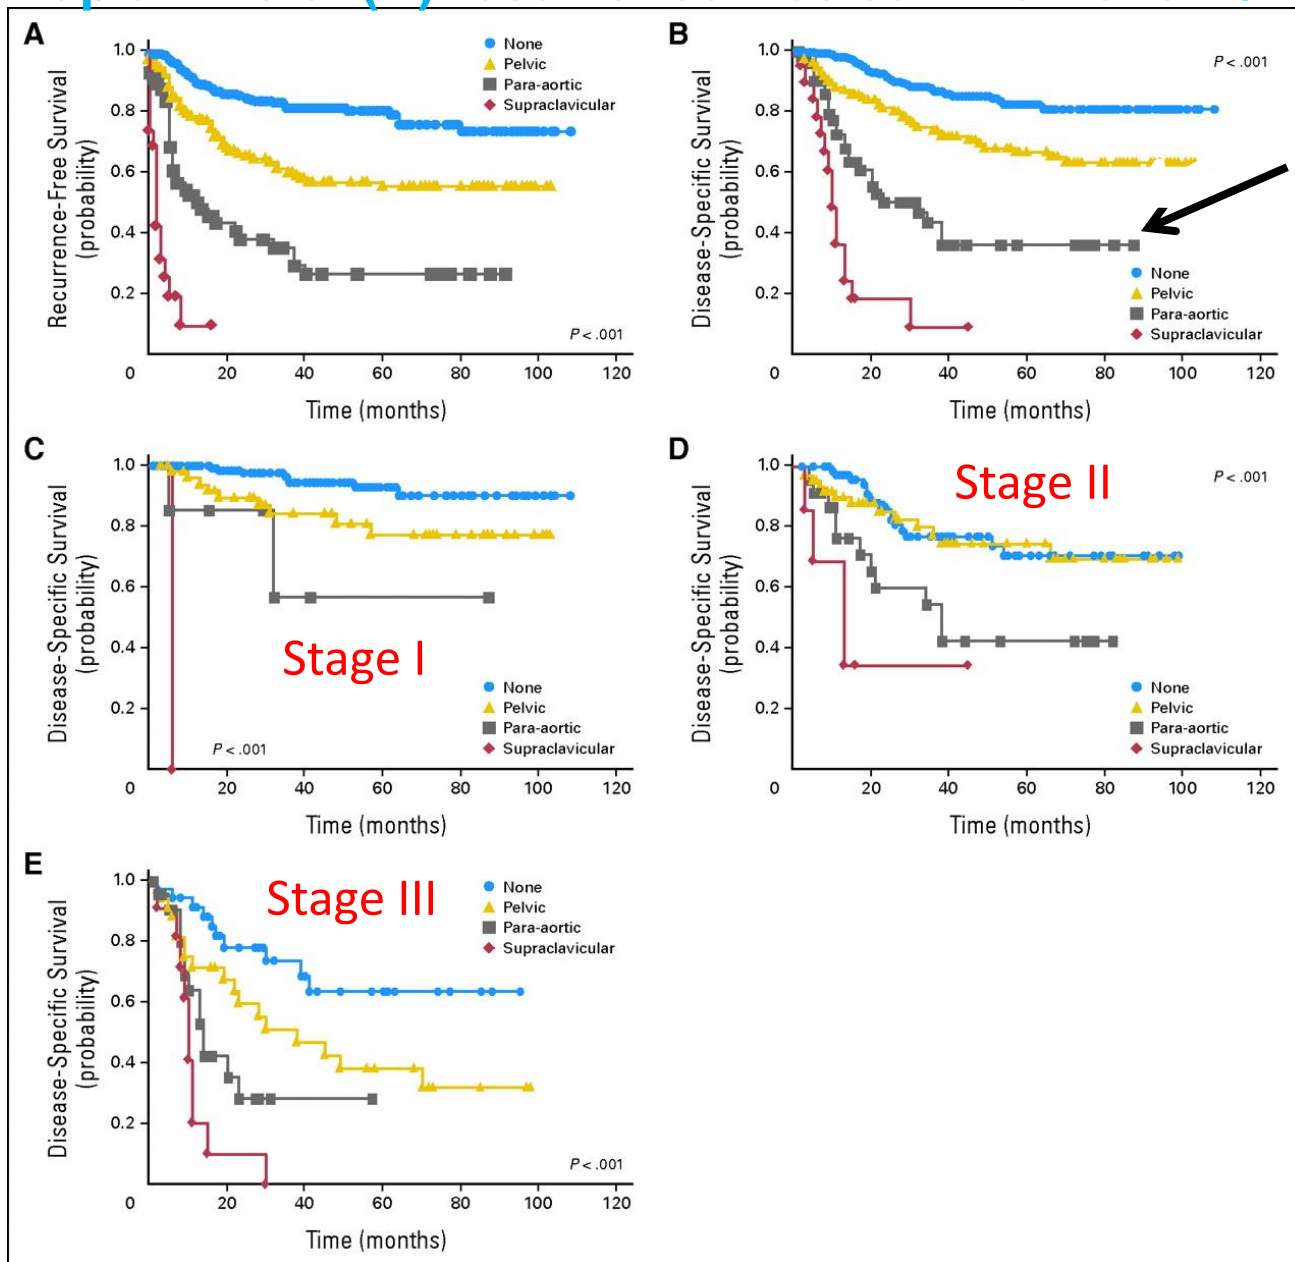 A
1.0
0.8
0.6
0.4
0.2
Recurrence-Free Survival
(probability)
None
Pelvic
Para-aortic
Supraclavicular
P < .001
0 20 40 60 80 100 120
Time (months)
B
1.0
0.8
0.6
0.4
0.2
Disease-Specific Survival
(probability)
P < .001
None
Pelvic
Para-aortic
Supraclavicular
0 20 40 60 80 100 120
Time (months)
C
1.0
0.8
0.6
0.4
0.2
Disease-Specific Survival
(probability)
Stage I
None
Pelvic
Para-aortic
Supraclavicular
P < .001
0 20 40 60 80 100 120
Time (months)
D
1.0
0.8
0.6
0.4
0.2
Disease-Specific Survival
(probability)
Stage II
P < .001
None
Pelvic
Para-aortic
Supraclavicular
0 20 40 60 80 100 120
Time (months)
E
1.0
0.8
0.6
0.4
0.2
Disease-Specific Survival
(probability)
Stage III
None
Pelvic
Para-aortic
Supraclavicular
P < .001
0 20 40 60 80 100 120
Time (months)